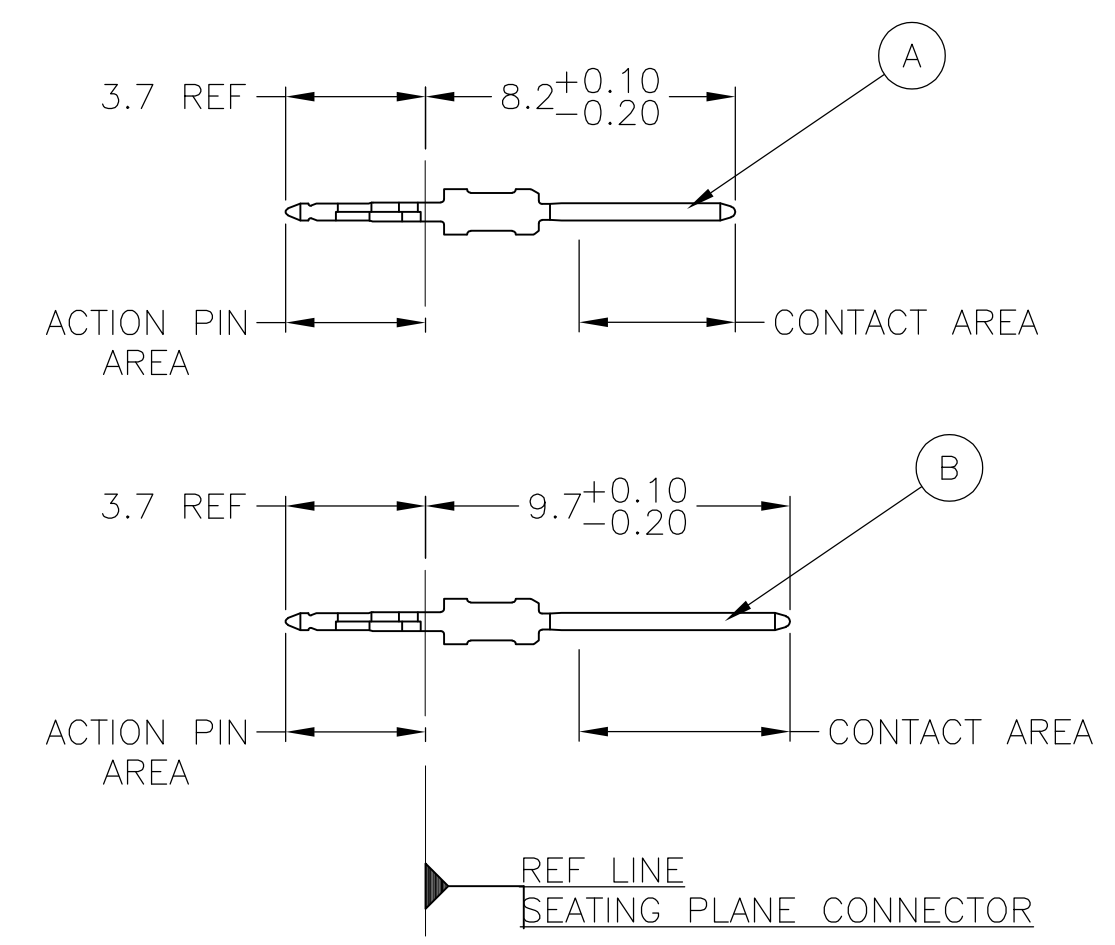 A
3.7 REF
8.2 +0.10 -0.20
ACTION PIN
AREA
CONTACT AREA
B
3.7 REF
9.7 +0.10 -0.20
ACTION PIN
AREA
CONTACT AREA
REF LINE
SEATING PLANE CONNECTOR